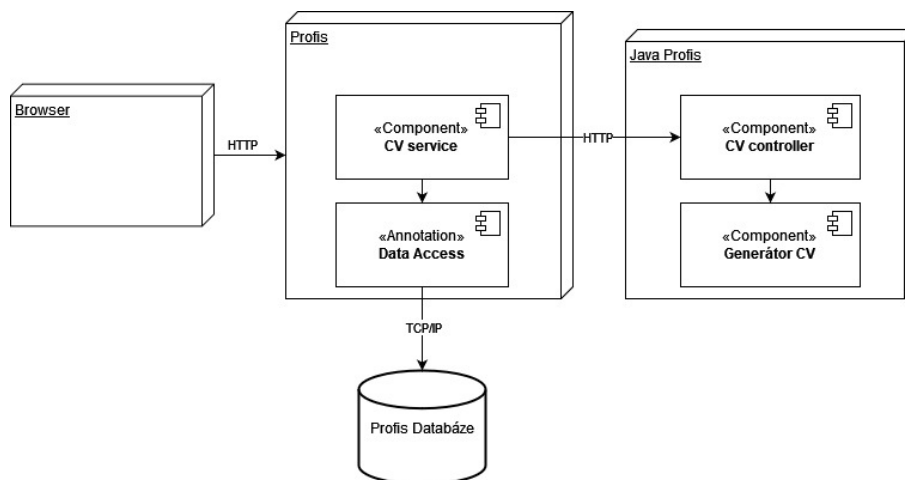 Profis
Java Profis
Browser
HTTP
«Component»
CV service
HTTP
«Component»
CV controller
«Annotation»
Data Access
«Component»
Generátor CV
TCP/IP
Profis Databáze